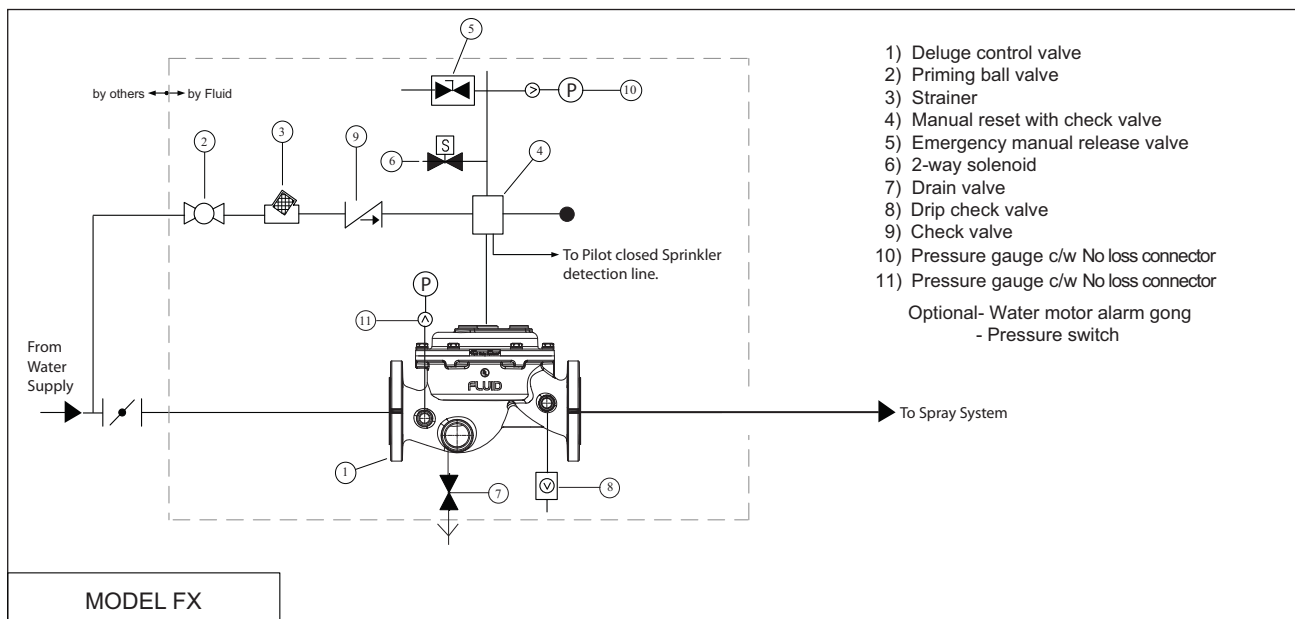 5
1) Deluge control valve
2) Priming ball valve
3) Strainer
4) Manual reset with check valve
5) Emergency manual release valve
6) 2-way solenoid
7) Drain valve
8) Drip check valve
9) Check valve
10) Pressure gauge c/w No loss connector
11) Pressure gauge c/w No loss connector
Optional- Water motor alarm gong
- Pressure switch
by others by Fluid
P 10
2
3
9
S
6
4
To Pilot closed Sprinkler
detection line.
P
11
From
Water
Supply
FLUID
To Spray System
1
7
8
MODEL FX